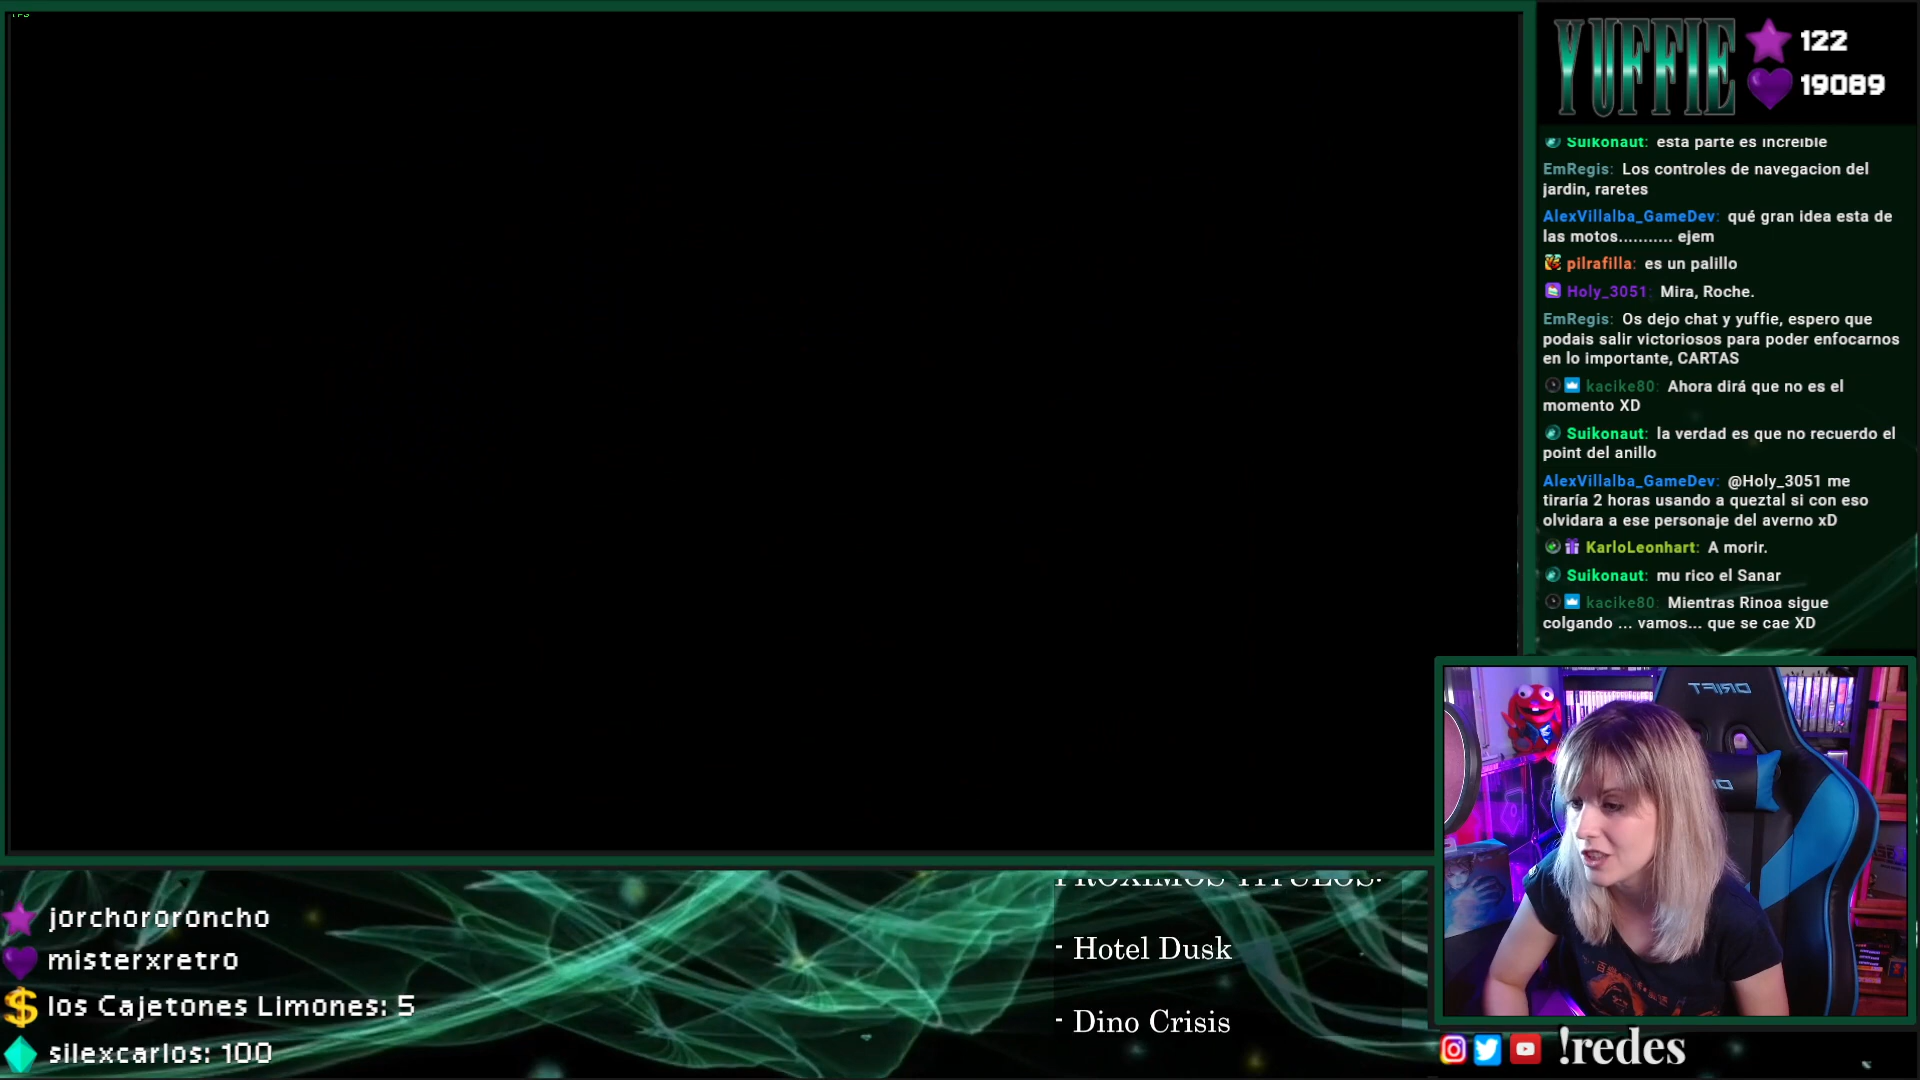 FPS
YUFFIE
122
19089
Suikonaut: esta parte es increible
EmRegis: Los controles de navegacion del
jardin, raretes
AlexVillalba_GameDev: qué gran idea esta de
las motos........... ejem
pilrafilla: es un palillo
Holy_3051: Mira, Roche.
EmRegis: Os dejo chat y yuffie, espero que
podais salir victoriosos para poder enfocarnos
en lo importante, CARTAS
kacike80: Ahora dirá que no es el
momento XD
Suikonaut: la verdad es que no recuerdo el
point del anillo
AlexVillalba_GameDev: @Holy_3051 me
tiraría 2 horas usando a queztal si con eso
olvidara a ese personaje del averno xD
KarloLeonhart: A morir.
Suikonaut: mu rico el Sanar
kacike80: Mientras Rinoa sigue
colgando ... vamos... que se cae XD
DRIFT
jorchororoncho
misterxretro
los Cajetones Limones: 5
silexcarlos: 100
PRÓXIMOS TÍTULOS:
- Hotel Dusk
- Dino Crisis
!redes